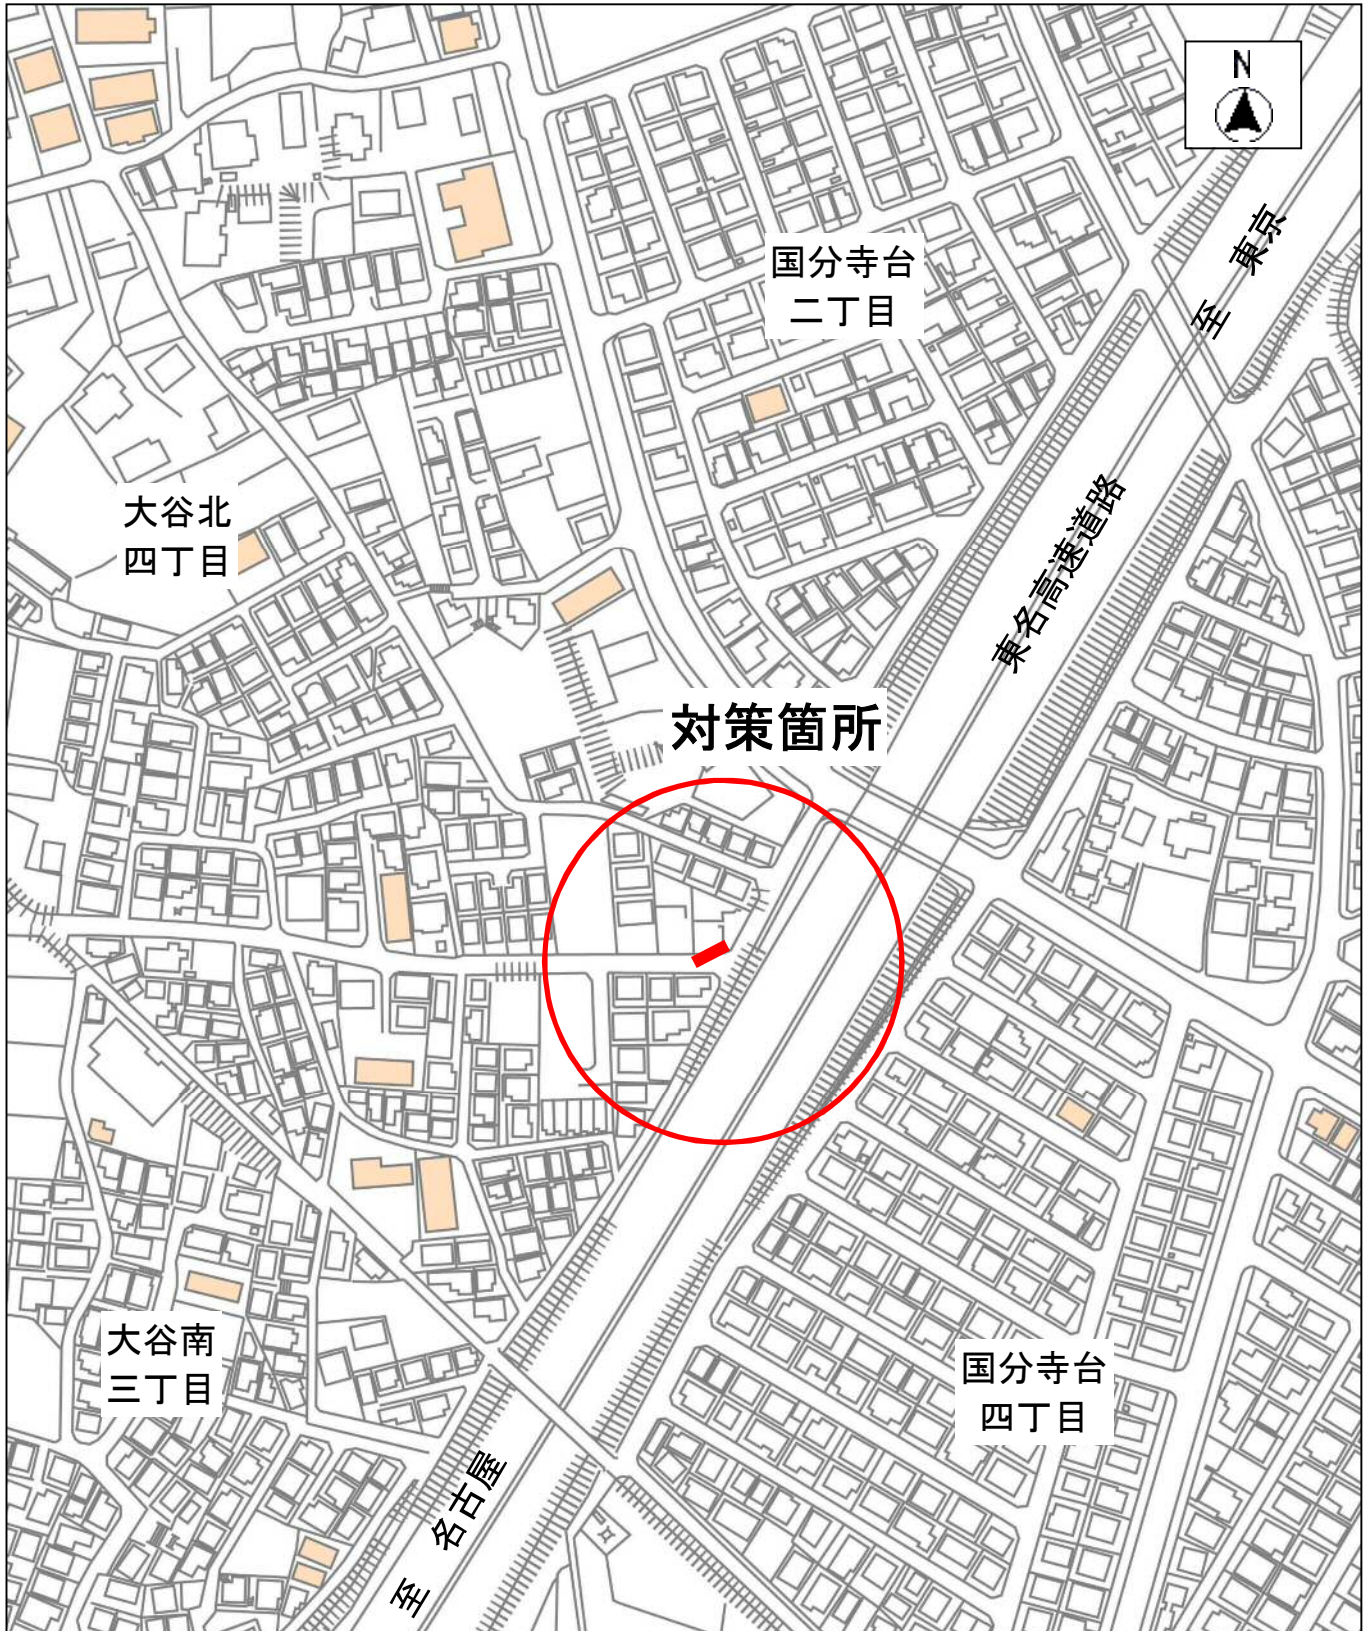 N
至 東京
国分寺台
二丁目
東名高速道路
大谷北
四丁目
対策箇所
大谷南
三丁目
国分寺台
四丁目
至 名古屋